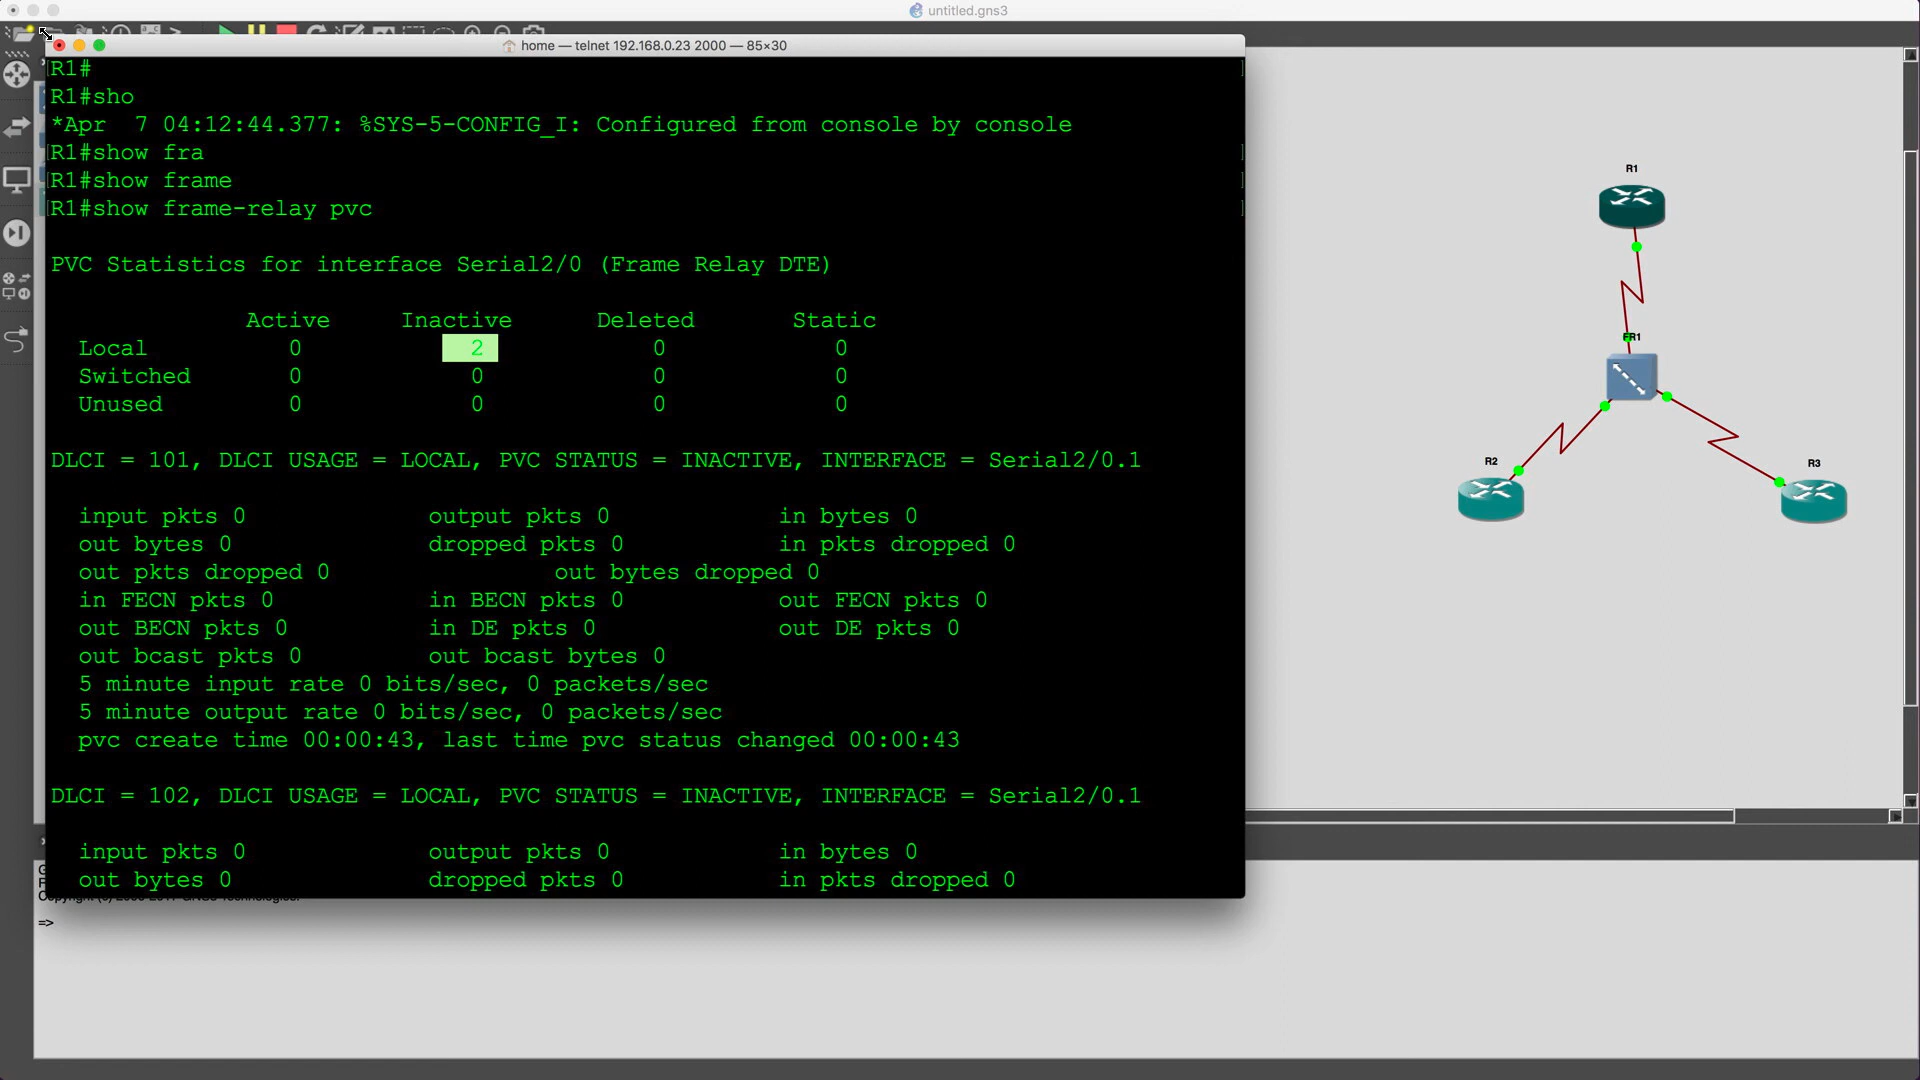 untitled.gns3
home — telnet 192.168.0.23 2000 — 85×30
R1#
R1#sho
*Apr  7 04:12:44.377: %SYS-5-CONFIG_I: Configured from console by console
R1#show fra
R1#show frame
R1#show frame-relay pvc
PVC Statistics for interface Serial2/0 (Frame Relay DTE)
Active Inactive Deleted Static
Local 0 2 0 0
Switched 0 0 0 0
Unused 0 0 0 0
DLCI = 101, DLCI USAGE = LOCAL, PVC STATUS = INACTIVE, INTERFACE = Serial2/0.1
input pkts 0 output pkts 0 in bytes 0
out bytes 0 dropped pkts 0 in pkts dropped 0
out pkts dropped 0 out bytes dropped 0
in FECN pkts 0 in BECN pkts 0 out FECN pkts 0
out BECN pkts 0 in DE pkts 0 out DE pkts 0
out bcast pkts 0 out bcast bytes 0
5 minute input rate 0 bits/sec, 0 packets/sec
5 minute output rate 0 bits/sec, 0 packets/sec
pvc create time 00:00:43, last time pvc status changed 00:00:43
DLCI = 102, DLCI USAGE = LOCAL, PVC STATUS = INACTIVE, INTERFACE = Serial2/0.1
input pkts 0 output pkts 0 in bytes 0
out bytes 0 dropped pkts 0 in pkts dropped 0
=>
R1
FR1
R2
R3